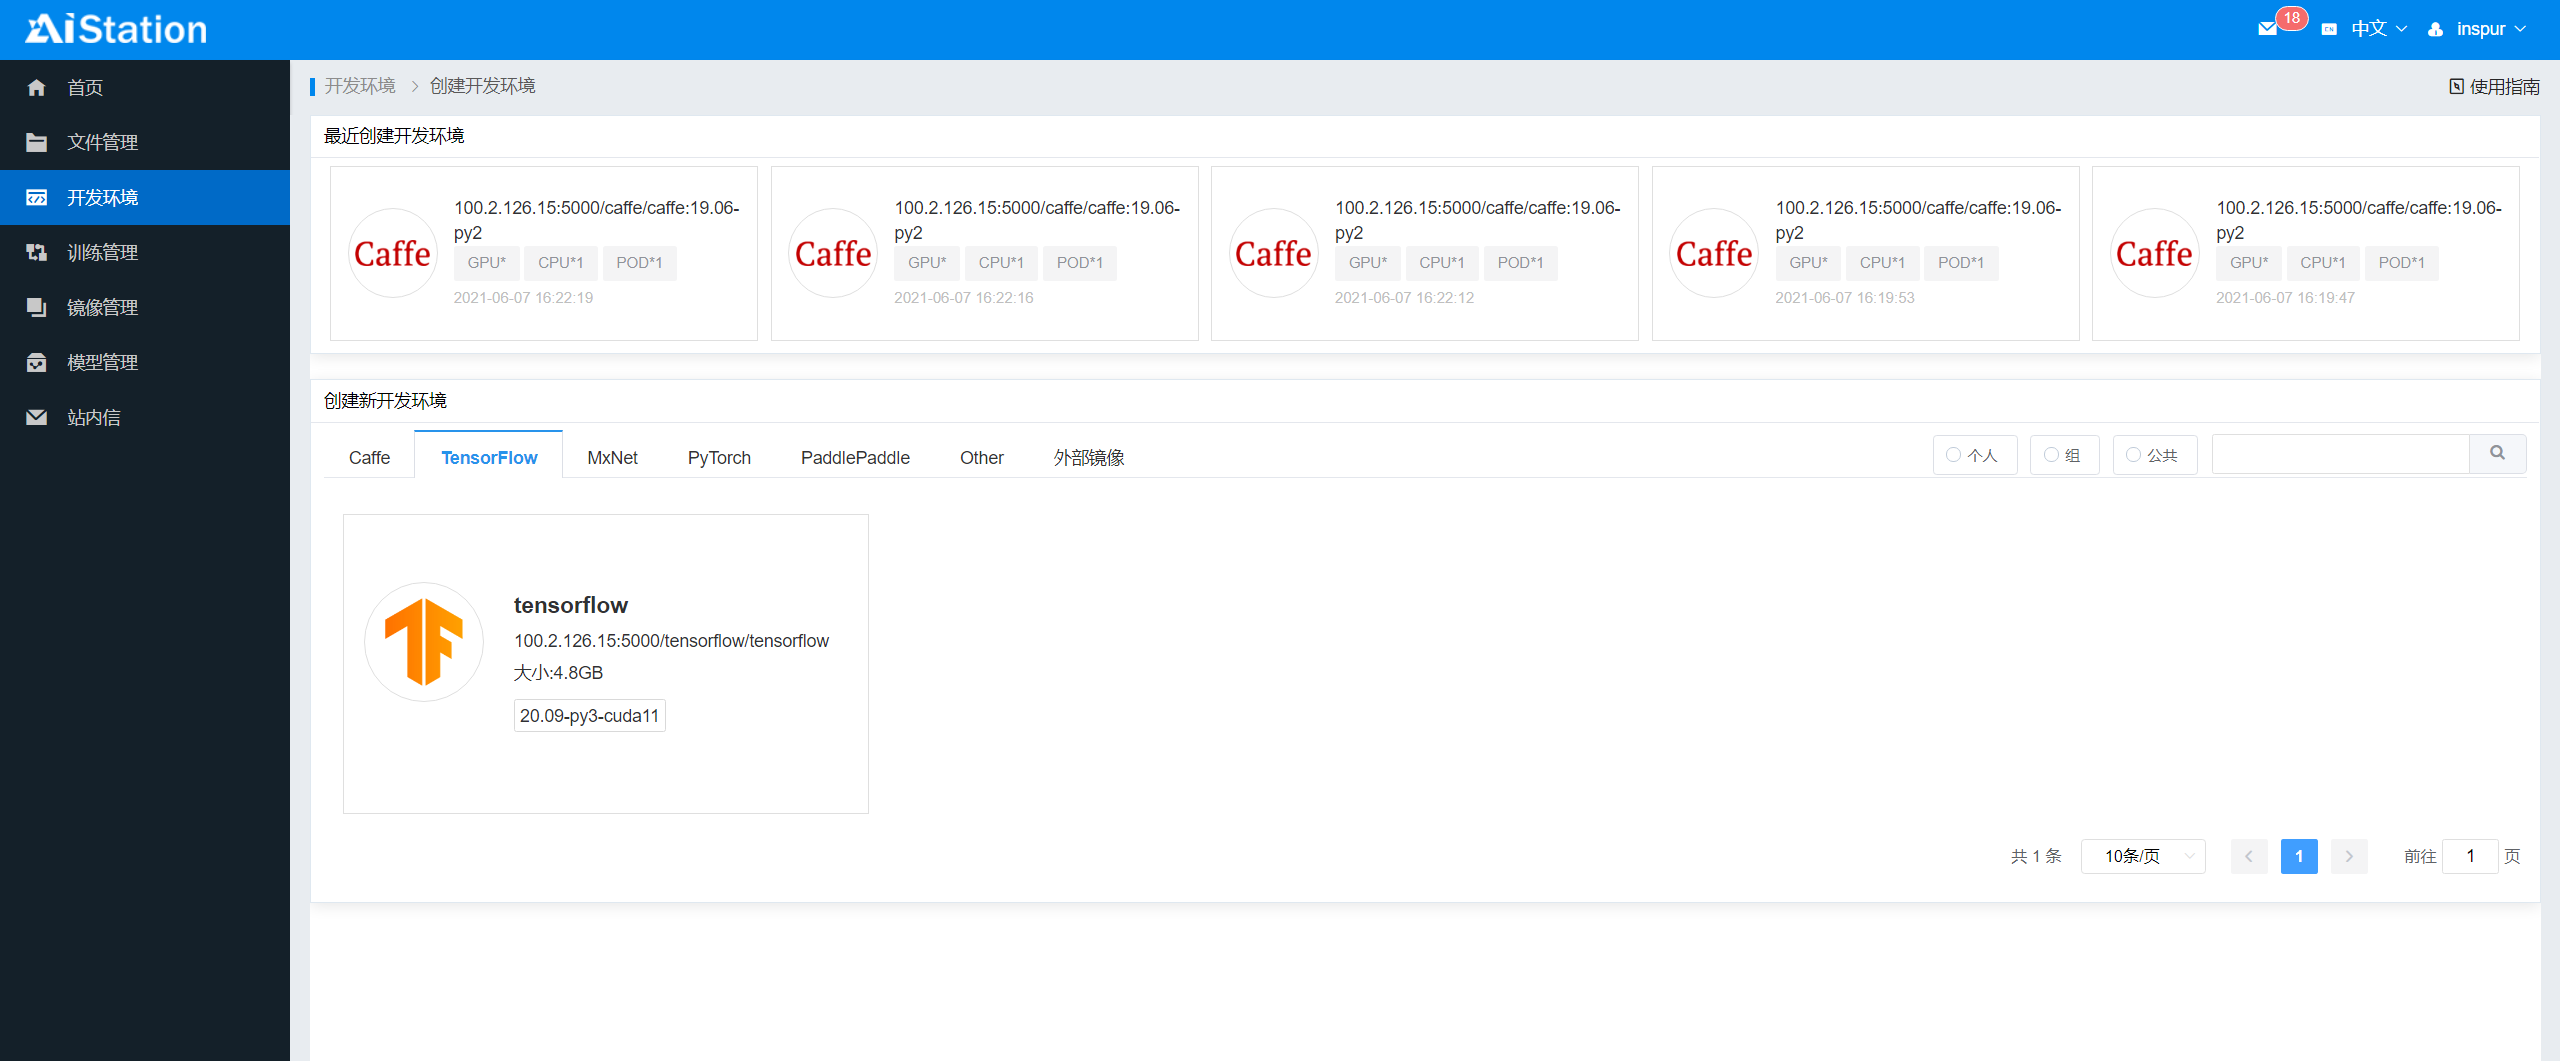 AiStation
18
CN 中文
inspur
首页
文件管理
开发环境
训练管理
镜像管理
模型管理
站内信
开发环境 > 创建开发环境
使用指南
最近创建开发环境
Caffe
100.2.126.15:5000/caffe/caffe:19.06-
py2
GPU* CPU*1 POD*1
2021-06-07 16:22:19
Caffe
100.2.126.15:5000/caffe/caffe:19.06-
py2
GPU* CPU*1 POD*1
2021-06-07 16:22:16
Caffe
100.2.126.15:5000/caffe/caffe:19.06-
py2
GPU* CPU*1 POD*1
2021-06-07 16:22:12
Caffe
100.2.126.15:5000/caffe/caffe:19.06-
py2
GPU* CPU*1 POD*1
2021-06-07 16:19:53
Caffe
100.2.126.15:5000/caffe/caffe:19.06-
py2
GPU* CPU*1 POD*1
2021-06-07 16:19:47
创建新开发环境
Caffe TensorFlow MxNet PyTorch PaddlePaddle Other 外部镜像
个人 组 公共
tensorflow
100.2.126.15:5000/tensorflow/tensorflow
大小:4.8GB
20.09-py3-cuda11
共 1 条 10条/页 < 1 > 前往 1 页